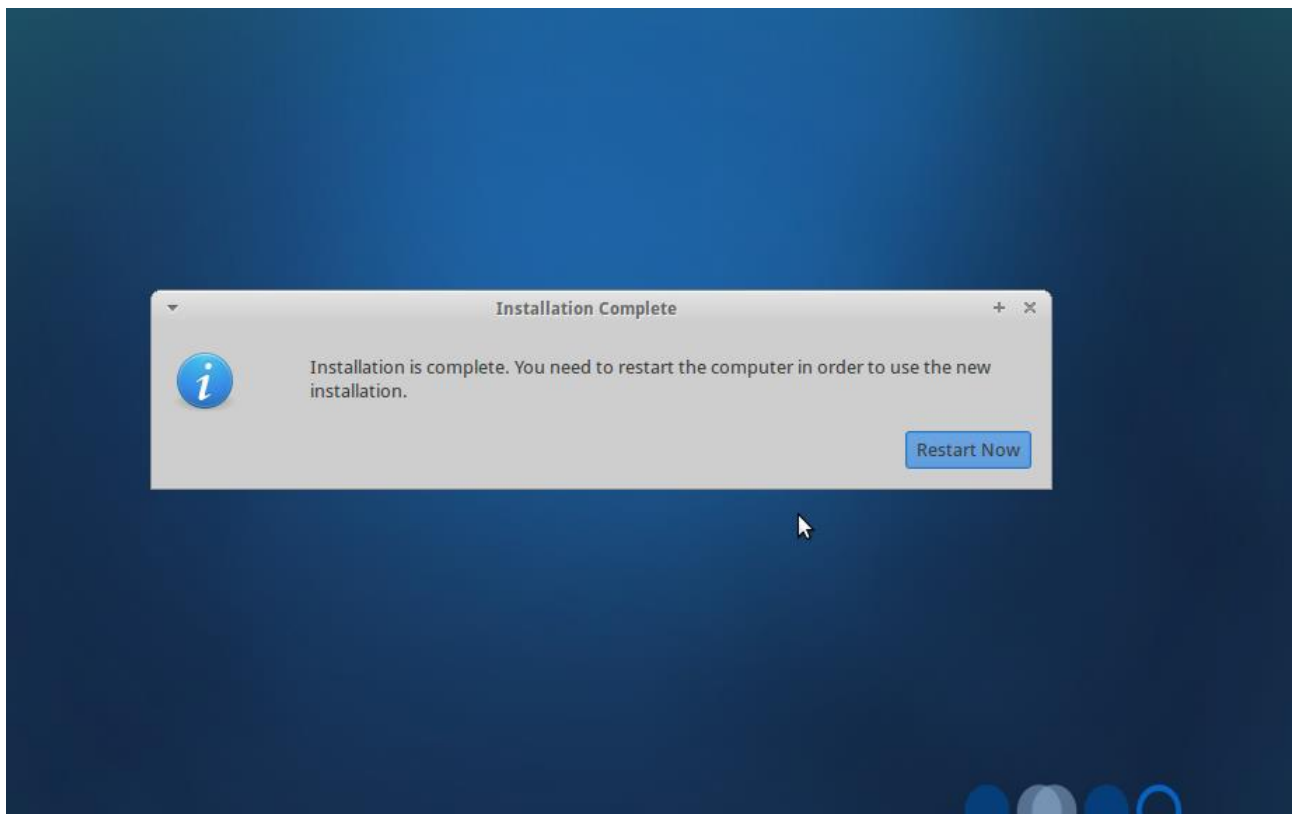 Installation Complete
Installation is complete. You need to restart the computer in order to use the new
installation.
Restart Now